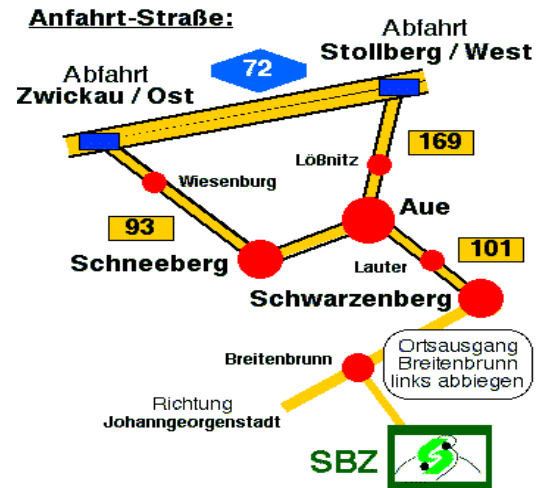 Anfahrt-Straße:
Abfahrt
Stollberg / West
72
Abfahrt
Zwickau / Ost
169
Lößnitz
Wiesenburg
Aue
93
101
Schneeberg
Lauter
Schwarzenberg
Ortsausgang
Breitenbrunn
links abbiegen
Breitenbrunn
Richtung
Johanngeorgenstadt
SBZ